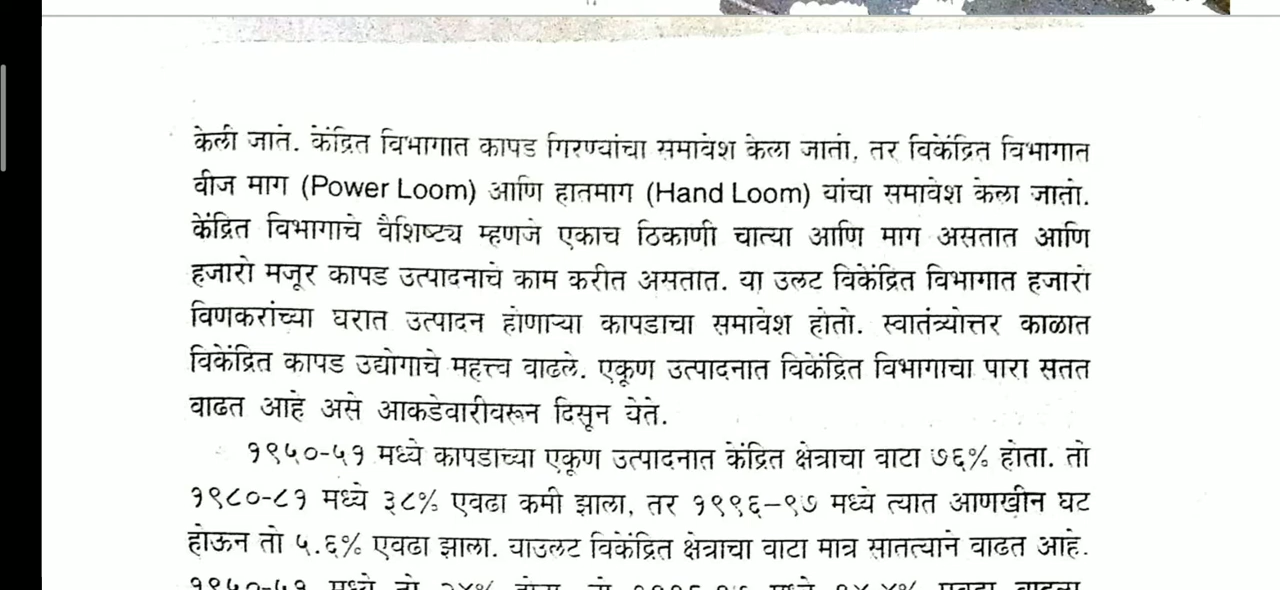 केली जाते. केंद्रित विभागात कापड गिरण्यांचा समावेश केला जातो, तर विकेंद्रित विभागात
वीज माग (Power Loom) आणि हातमाग (Hand Loom) यांचा समावेश केला जातो.
केंद्रित विभागाचे वैशिष्ट्य म्हणजे एकाच ठिकाणी चात्या आणि माग असतात आणि
हजारो मजूर कापड उत्पादनाचे काम करीत असतात. या उलट विकेंद्रित विभागात हजारो
विणकरांच्या घरात उत्पादन होणाऱ्या कापडाचा समावेश होतो. स्वातंत्र्योत्तर काळात
विकेंद्रित कापड उद्योगाचे महत्त्व वाढले. एकूण उत्पादनात विकेंद्रित विभागाचा पारा सतत
वाढत आहे असे आकडेवारीवरून दिसून येते.
१९५०-५१ मध्ये कापडाच्या एकूण उत्पादनात केंद्रित क्षेत्राचा वाटा ७६% होता. तो
१९८०-८१ मध्ये ३८% एवढा कमी झाला, तर १९९६-९७ मध्ये त्यात आणखीन घट
होऊन तो ५.६% एवढा झाला. याउलट विकेंद्रित क्षेत्राचा वाटा मात्र सातत्याने वाढत आहे.